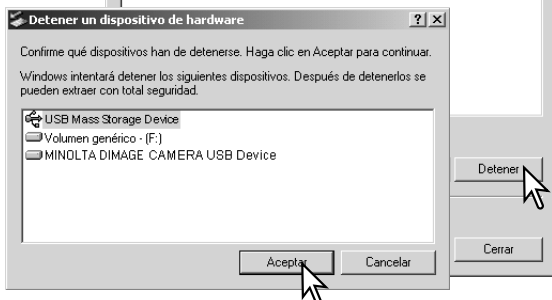 Detener un dispositivo de hardware
Confirme qué dispositivos han de detenerse. Haga clic en Aceptar para continuar.
Windows intentará detener los siguientes dispositivos. Después de detenerlos se
pueden extraer con total seguridad.
USB Mass Storage Device
Volumen genérico - (F:)
MINOLTA DIMAGE CAMERA USB Device
Detener
Aceptar
Cancelar
Cerrar